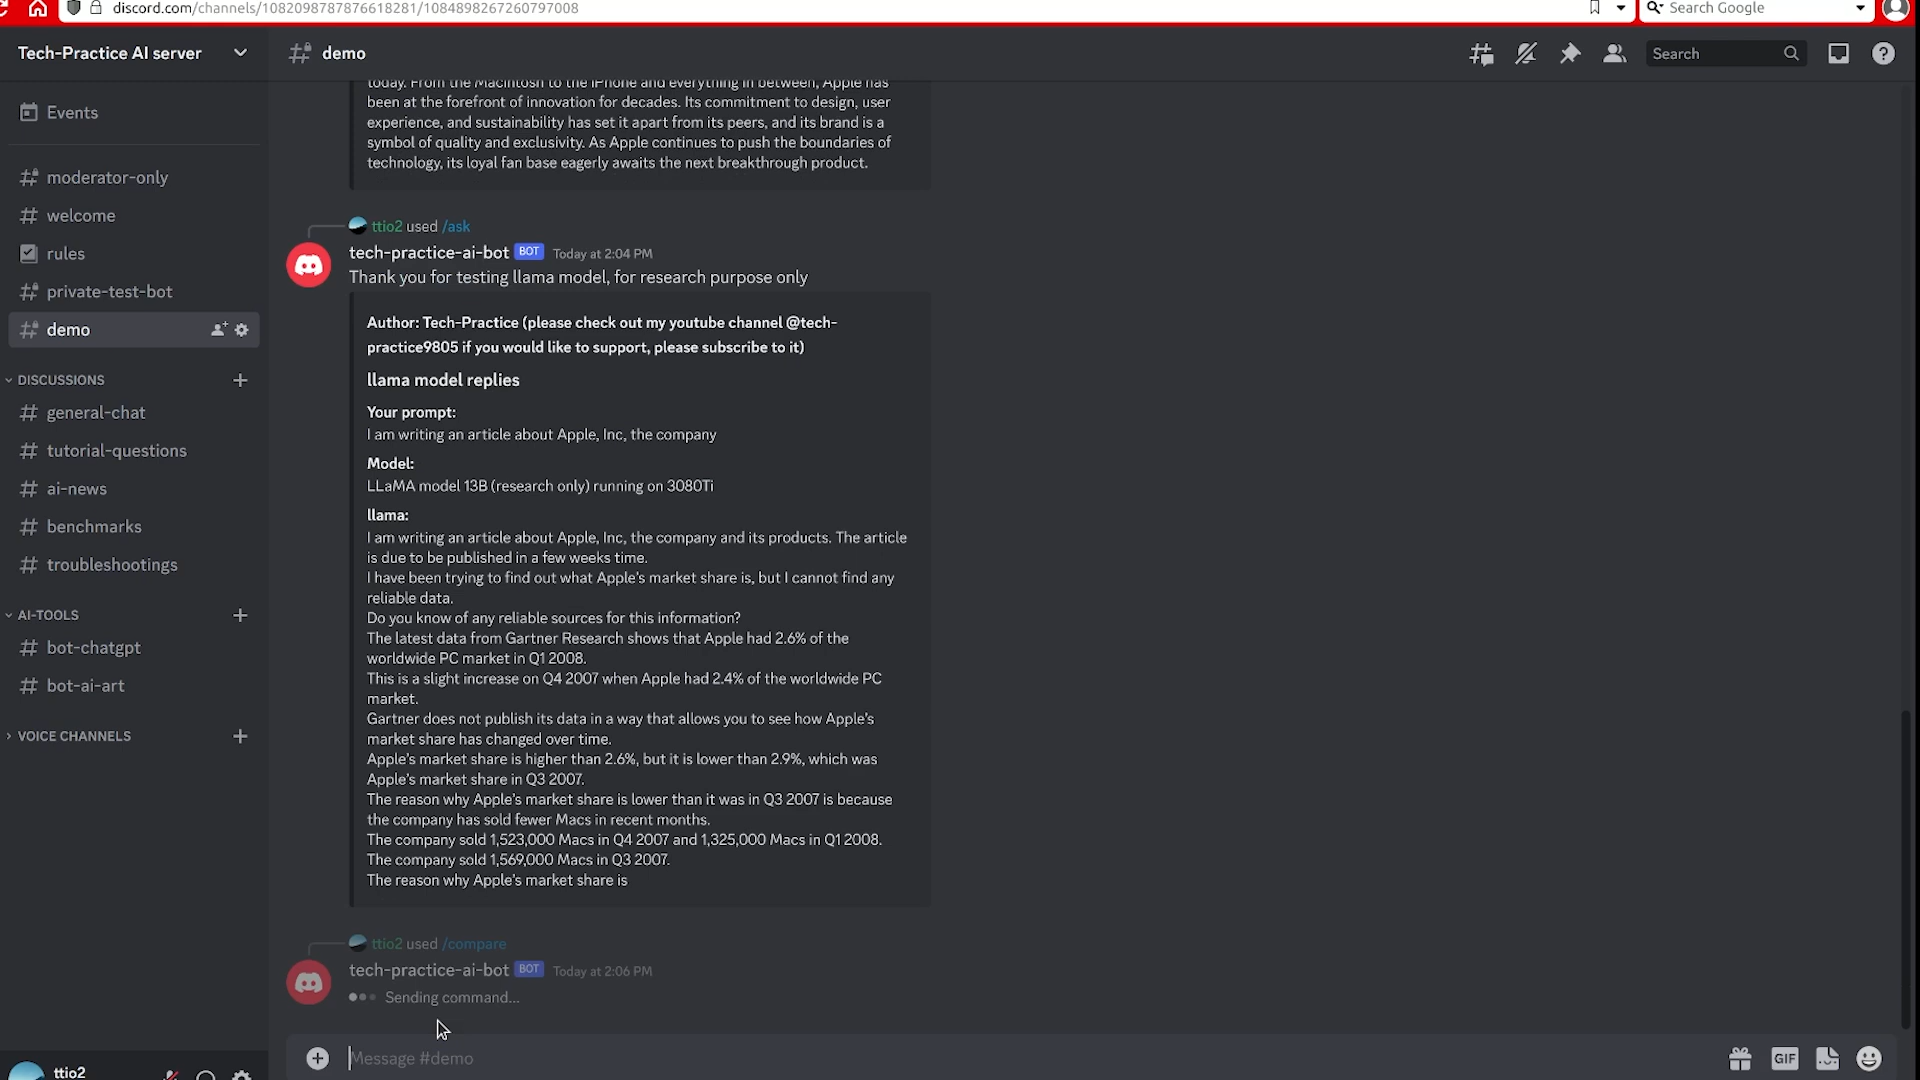 discord.com/channels/1082098787876618281/1084898267260797008
Search Google
Tech-Practice AI server
demo
Search
Events
moderator-only
welcome
rules
private-test-bot
demo
DISCUSSIONS
general-chat
tutorial-questions
ai-news
benchmarks
troubleshootings
AI-TOOLS
bot-chatgpt
bot-ai-art
VOICE CHANNELS
ttio2
today. From the Macintosh to the iPhone and everything in between, Apple has
been at the forefront of innovation for decades. Its commitment to design, user
experience, and sustainability has set it apart from its peers, and its brand is a
symbol of quality and exclusivity. As Apple continues to push the boundaries of
technology, its loyal fan base eagerly awaits the next breakthrough product.
ttio2 used /ask
tech-practice-ai-bot BOT Today at 2:04 PM
Thank you for testing llama model, for research purpose only
Author: Tech-Practice (please check out my youtube channel @tech-
practice9805 if you would like to support, please subscribe to it)
llama model replies
Your prompt:
I am writing an article about Apple, Inc, the company
Model:
LLaMA model 13B (research only) running on 3080Ti
llama:
I am writing an article about Apple, Inc, the company and its products. The article
is due to be published in a few weeks time.
I have been trying to find out what Apple's market share is, but I cannot find any
reliable data.
Do you know of any reliable sources for this information?
The latest data from Gartner Research shows that Apple had 2.6% of the
worldwide PC market in Q1 2008.
This is a slight increase on Q4 2007 when Apple had 2.4% of the worldwide PC
market.
Gartner does not publish its data in a way that allows you to see how Apple's
market share has changed over time.
Apple's market share is higher than 2.6%, but it is lower than 2.9%, which was
Apple's market share in Q3 2007.
The reason why Apple's market share is lower than it was in Q3 2007 is because
the company has sold fewer Macs in recent months.
The company sold 1,523,000 Macs in Q4 2007 and 1,325,000 Macs in Q1 2008.
The company sold 1,569,000 Macs in Q3 2007.
The reason why Apple's market share is
ttio2 used /compare
tech-practice-ai-bot BOT Today at 2:06 PM
Sending command...
Message #demo
GIF